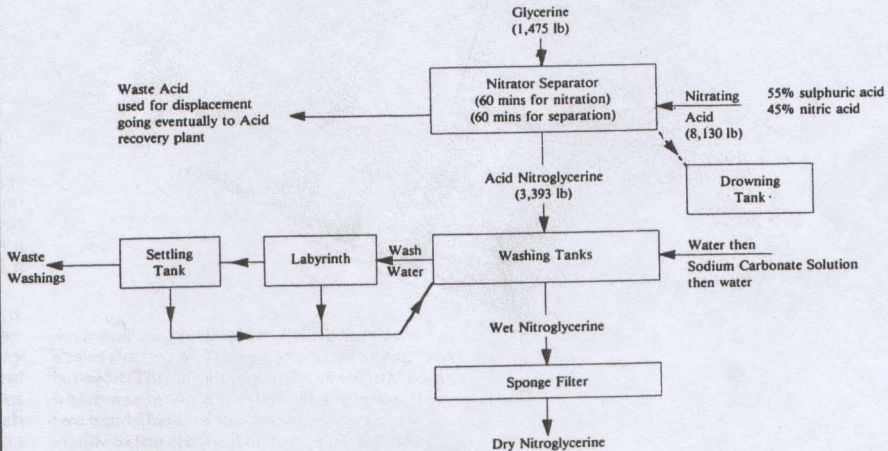 Glycerine
(1,475 lb)
Waste Acid
used for displacement
going eventually to Acid
recovery plant
Nitrator Separator
(60 mins for nitration)
(60 mins for separation)
Nitrating
Acid
(8,130 lb)
55% sulphuric acid
45% nitric acid
Acid Nitroglycerine
(3,393 lb)
Drowning
Tank
Waste
Washings
Settling
Tank
Labyrinth
Wash
Water
Washing Tanks
Water then
Sodium Carbonate Solution
then water
Wet Nitroglycerine
Sponge Filter
Dry Nitroglycerine